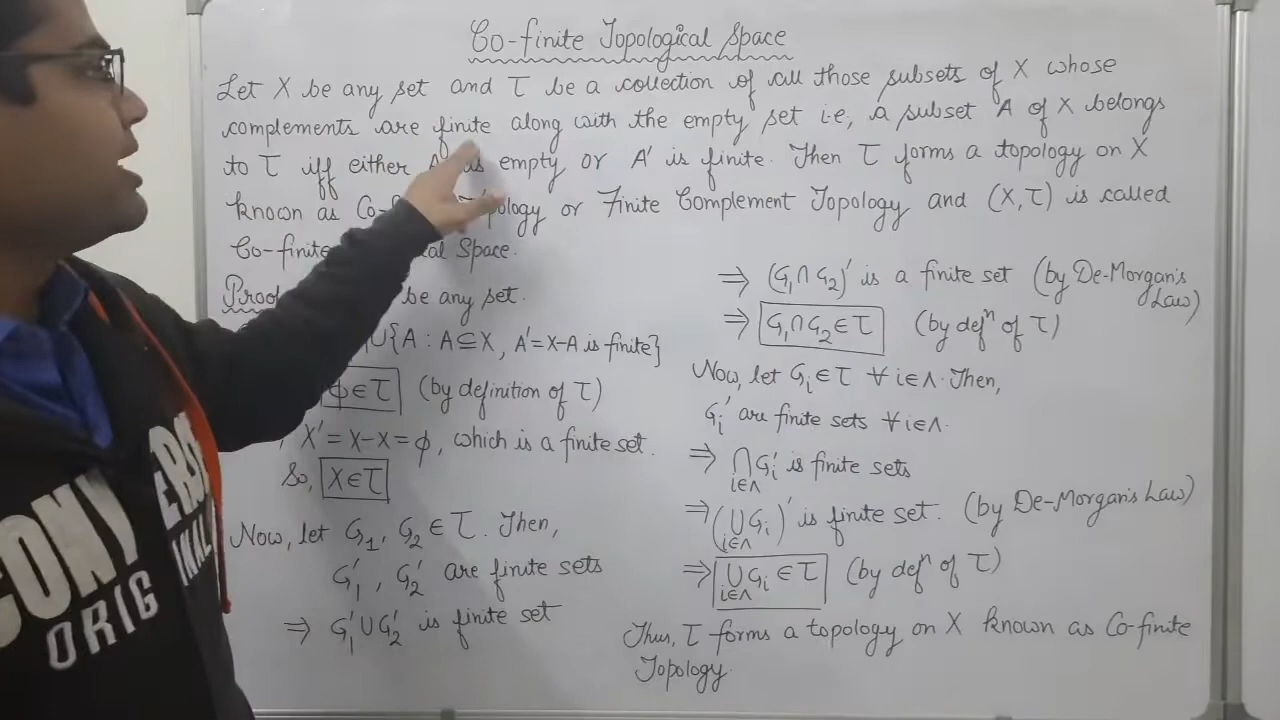 Co-finite Topological Space
Let X be any set and τ be a collection of all those subsets of X whose
complements are finite along with the empty set i.e, a subset A of X belongs
to τ iff either is empty or A' is finite. Then τ forms a topology on X
known as or Finite Complement Topology and (X,τ) is called
Co-finite Space.
Proof be any set.
∪{A : A⊆X, A'=X-A is finite}
ϕ∈τ (by definition of τ)
X' = X-X = ϕ, which is a finite set.
So, X∈τ
Now, let G₁, G₂ ∈ τ. Then,
G₁', G₂' are finite sets
⇒ G₁'∪G₂' is finite set
⇒ (G₁∩G₂)' is a finite set (by De-Morgan's Law)
⇒ G₁∩G₂∈τ (by defⁿ of τ)
Now, let Gᵢ∈τ ∀ i∈Λ. Then,
Gᵢ' are finite sets ∀i∈Λ.
⇒ ∩Gᵢ' is finite sets
i∈Λ
⇒ (∪Gᵢ)' is finite set. (by De-Morgan's Law)
i∈Λ
⇒ ∪Gᵢ∈τ (by defⁿ of τ)
i∈Λ
Thus, τ forms a topology on X known as Co-finite
Topology.
ORIG